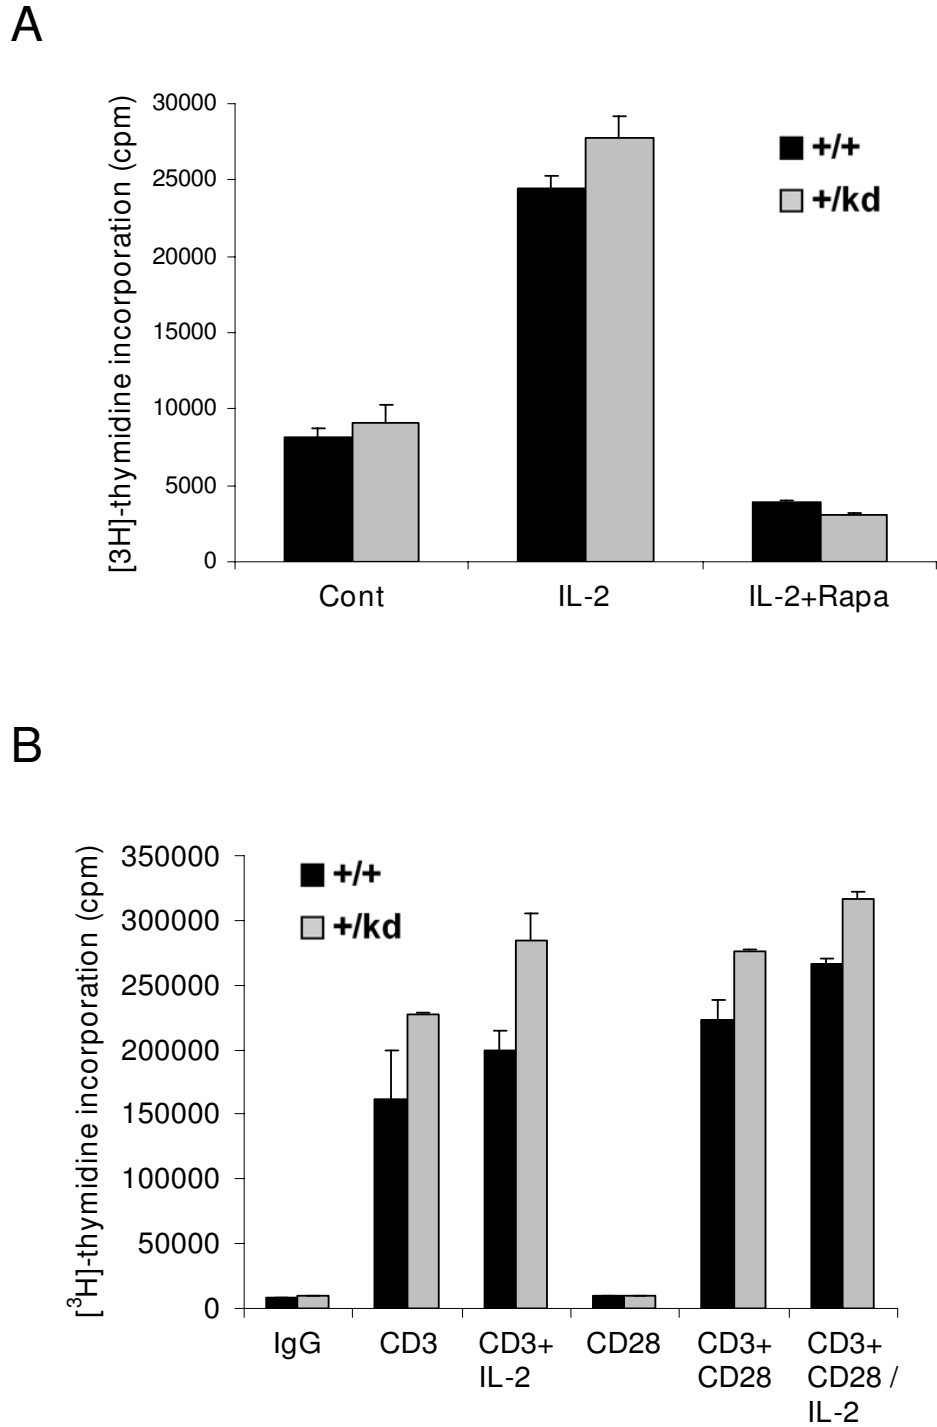 A
[3H]-thymidine incorporation (cpm)
30000
25000
20000
15000
10000
5000
0
+/+
+/kd
Cont IL-2 IL-2+Rapa
B
[³H]-thymidine incorporation (cpm)
350000
300000
250000
200000
150000
100000
50000
0
+/+
+/kd
IgG CD3 CD3+ CD28 CD3+ CD3+
IL-2 CD28 CD28 /
IL-2